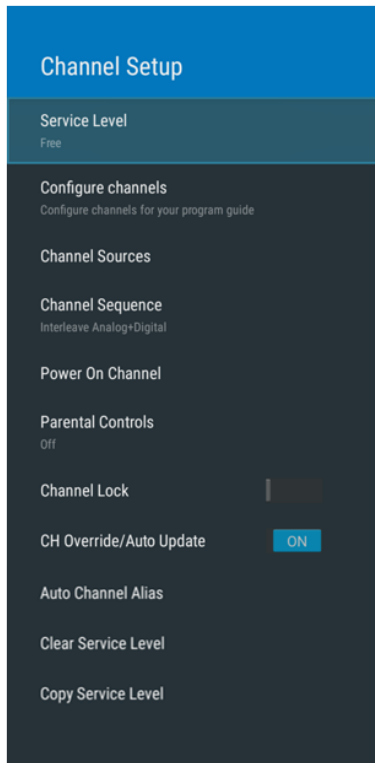 Channel Setup
Service Level
Free
Configure channels
Configure channels for your program guide
Channel Sources
Channel Sequence
Interleave Analog+Digital
Power On Channel
Parental Controls
Off
Channel Lock
CH Override/Auto Update
ON
Auto Channel Alias
Clear Service Level
Copy Service Level